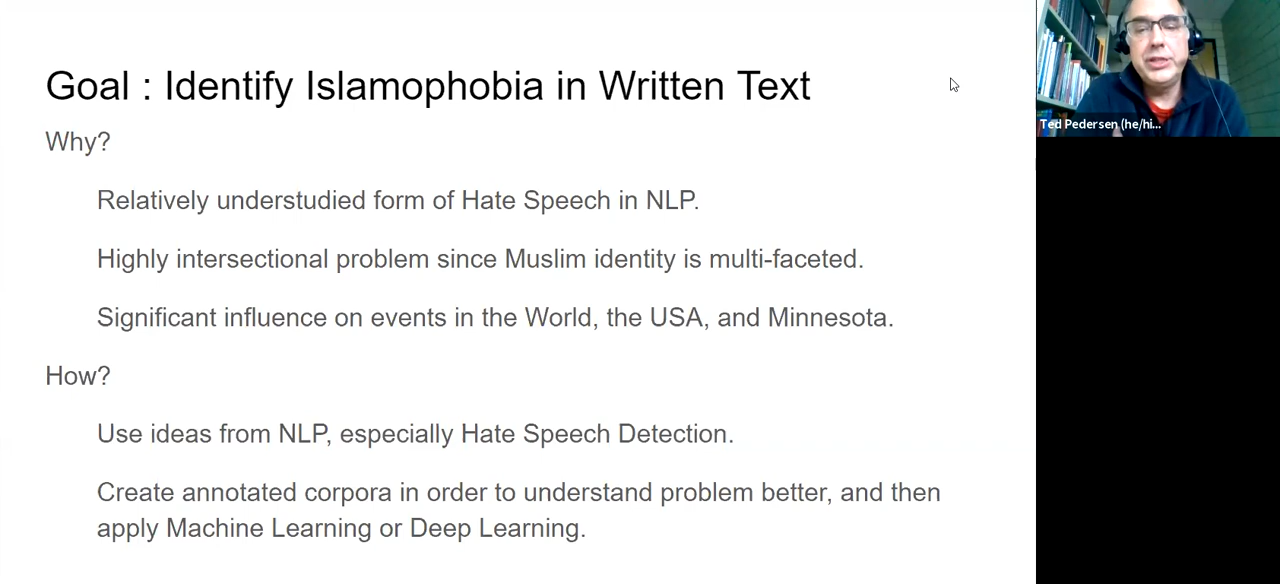 Goal : Identify Islamophobia in Written Text
Why?
Relatively understudied form of Hate Speech in NLP.
Highly intersectional problem since Muslim identity is multi-faceted.
Significant influence on events in the World, the USA, and Minnesota.
How?
Use ideas from NLP, especially Hate Speech Detection.
Create annotated corpora in order to understand problem better, and then
apply Machine Learning or Deep Learning.
Ted Pedersen (he/hi...